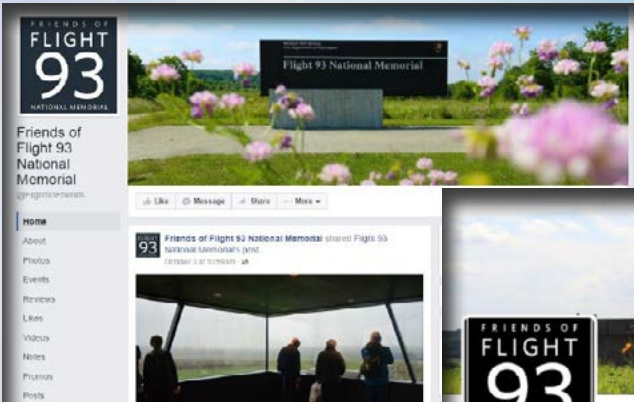 FRIENDS OF
FLIGHT
93
NATIONAL MEMORIAL
Flight 93 National Memorial
Friends of
Flight 93
National
Memorial
Like
Message
Share
More
Home
About
Photos
Events
Reviews
Likes
Videos
Notes
Posts
FLIGHT
93
Friends of Flight 93 National Memorial shared Flight 93
National Memorial's post
FRIENDS OF
FLIGHT
93